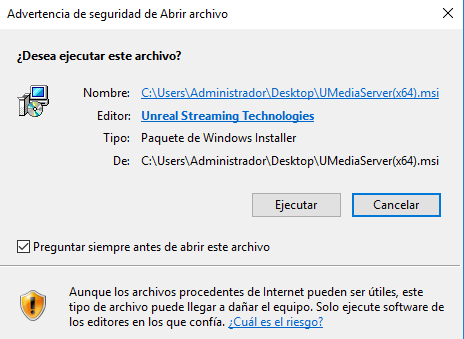 Advertencia de seguridad de Abrir archivo
¿Desea ejecutar este archivo?
Nombre: C:\Users\Administrador\Desktop\UMediaServer(x64).msi
Editor: Unreal Streaming Technologies
Tipo: Paquete de Windows Installer
De: C:\Users\Administrador\Desktop\UMediaServer(x64).msi
Ejecutar Cancelar
Preguntar siempre antes de abrir este archivo
Aunque los archivos procedentes de Internet pueden ser útiles, este
tipo de archivo puede llegar a dañar el equipo. Solo ejecute software de
los editores en los que confía. ¿Cuál es el riesgo?